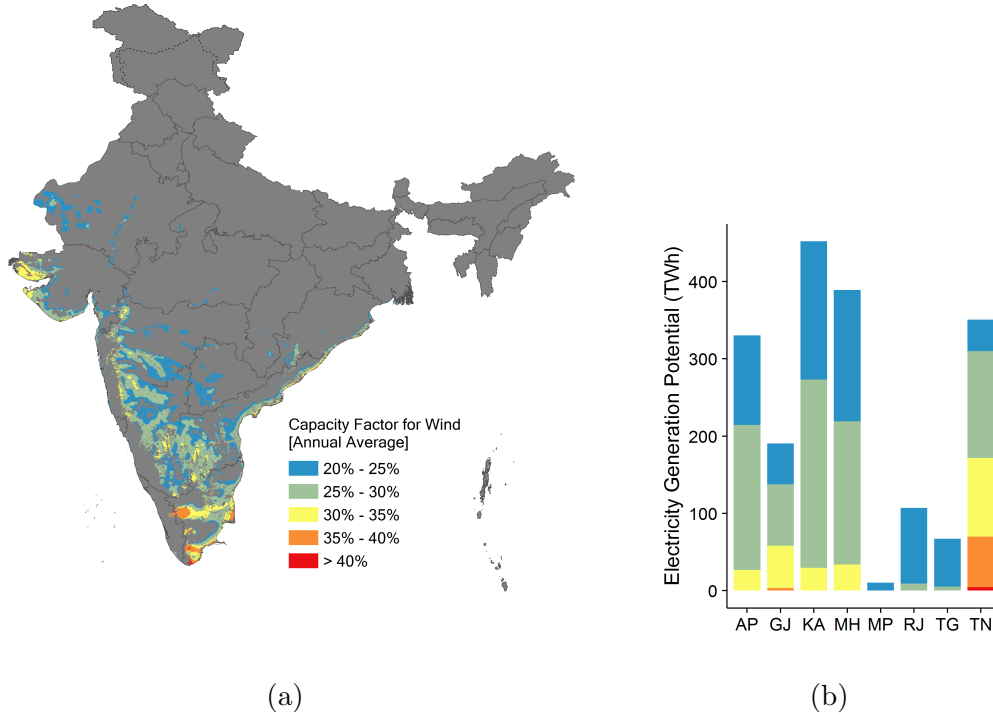 Capacity Factor for Wind
[Annual Average]
20% - 25%
25% - 30%
30% - 35%
35% - 40%
> 40%
(a)
Electricity Generation Potential (TWh)
400
300
200
100
0
AP GJ KA MH MP RJ TG TN
(b)